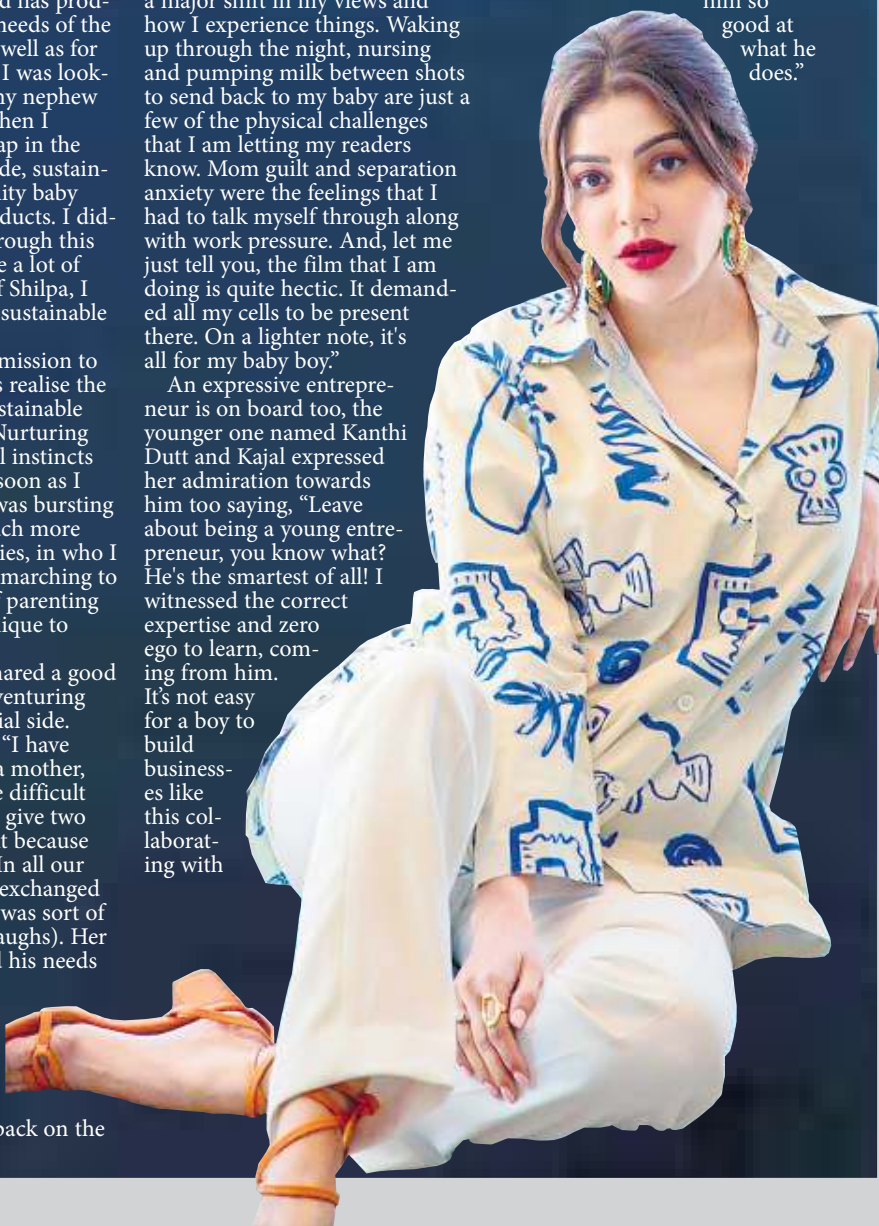 has prod-
needs of the
well as for
I was look-
nephew
hen I
ap in the
de, sustain-
ity baby
ducts. I did-
rough this
e a lot of
f Shilpa, I
sustainable
mission to
s realise the
stainable
Nurturing
l instincts
soon as I
was bursting
ch more
ies, in who I
marching to
f parenting
ique to
hared a good
venturing
ial side.
“I have
a mother,
e difficult
give two
t because
In all our
exchanged
was sort of
aughs). Her
his needs
back on the
a major shift in my views and
how I experience things. Waking
up through the night, nursing
and pumping milk between shots
to send back to my baby are just a
few of the physical challenges
that I am letting my readers
know. Mom guilt and separation
anxiety were the feelings that I
had to talk myself through along
with work pressure. And, let me
just tell you, the film that I am
doing is quite hectic. It demand-
ed all my cells to be present
there. On a lighter note, it's
all for my baby boy.”
An expressive entrepre-
neur is on board too, the
younger one named Kanthi
Dutt and Kajal expressed
her admiration towards
him too saying, “Leave
about being a young entre-
preneur, you know what?
He's the smartest of all! I
witnessed the correct
expertise and zero
ego to learn, com-
ing from him.
It’s not easy
for a boy to
build
business-
es like
this col-
laborat-
ing with
him so
good at
what he
does.”